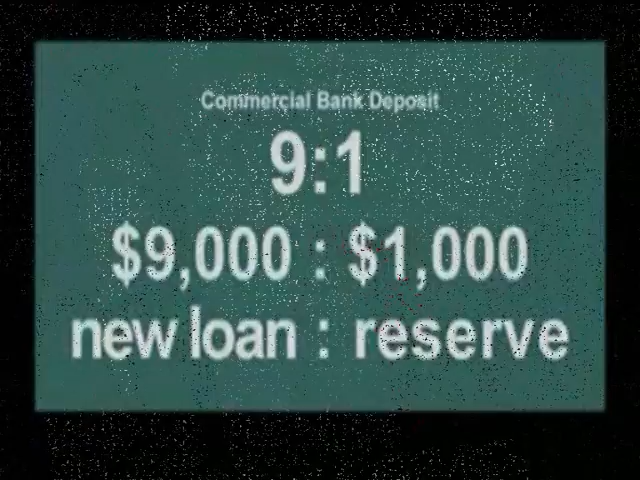 Commercial Bank Deposit
9:1
$9,000 : $1,000
new loan : reserve